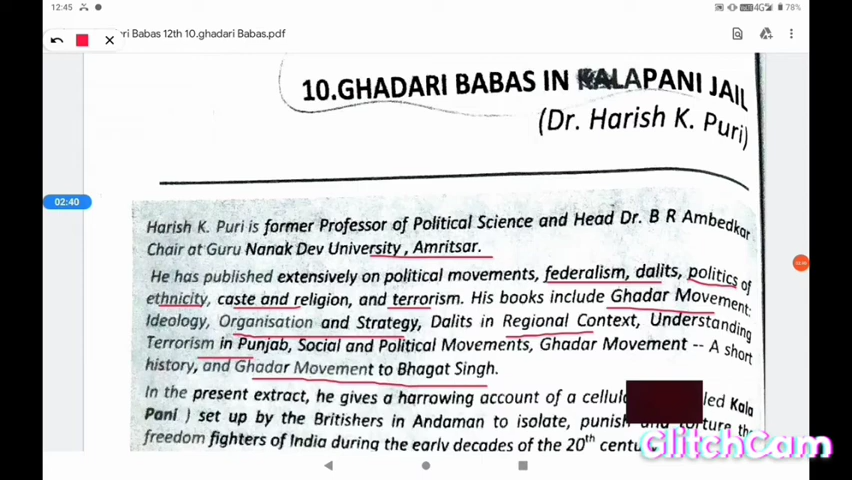 12:45
4G
78%
ri Babas 12th 10.ghadari Babas.pdf
10.GHADARI BABAS IN KALAPANI JAIL
(Dr. Harish K. Puri)
02:40
Harish K. Puri is former Professor of Political Science and Head Dr. B R Ambedkar
Chair at Guru Nanak Dev University, Amritsar.
He has published extensively on political movements, federalism, dalits, politics of
ethnicity, caste and religion, and terrorism. His books include Ghadar Movement:
Ideology, Organisation and Strategy, Dalits in Regional Context, Understanding
Terrorism in Punjab, Social and Political Movements, Ghadar Movement -- A short
history, and Ghadar Movement to Bhagat Singh.
In the present extract, he gives a harrowing account of a led Kala
Pani ) set up by the Britishers in Andaman to isolate, punish and torture the
freedom fighters of India during the early decades of the 20th
GlitchCam